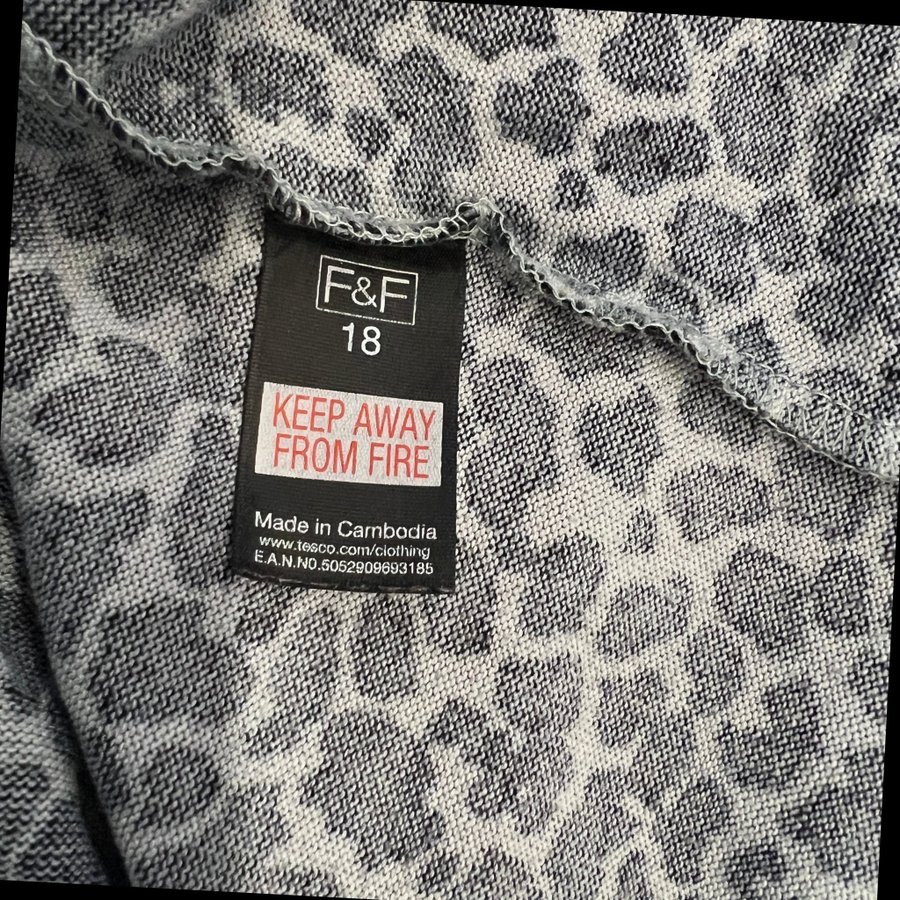 F&F
18
KEEP AWAY
FROM FIRE
Made in Cambodia
www.tesco.com/clothing
E.A.N.NO.5052909693185